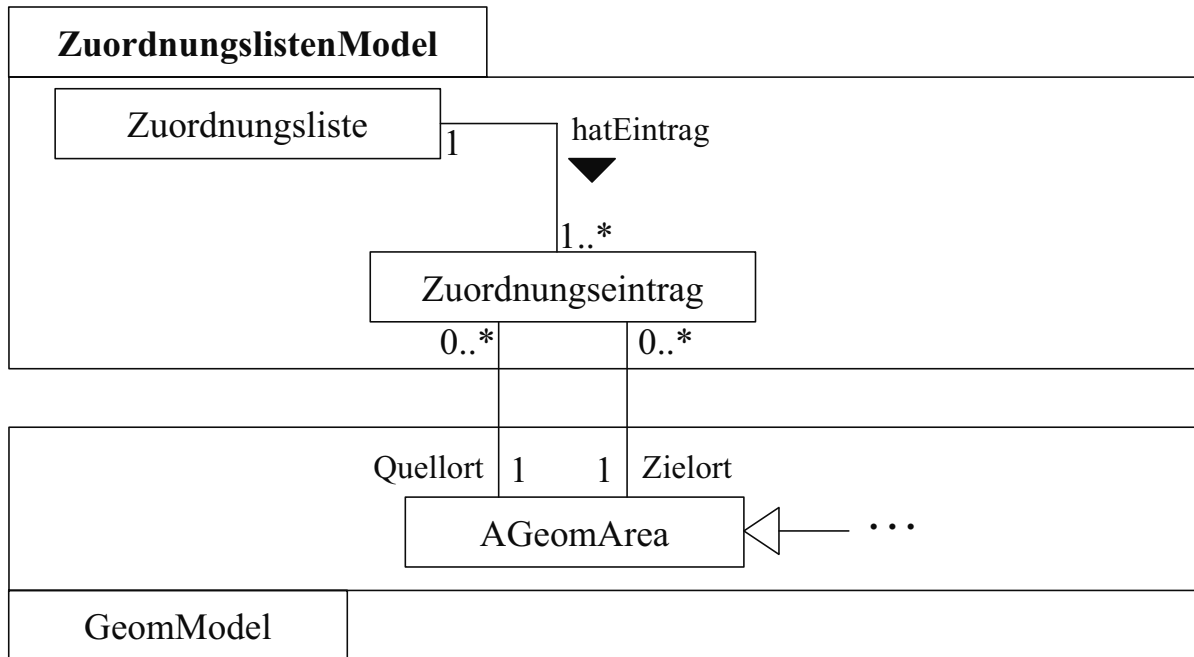 ZuordnungslistenModel
Zuordnungsliste
1
hatEintrag
1..*
Zuordnungseintrag
0..* 0..*
Quellort 1 1 Zielort
AGeomArea
...
GeomModel